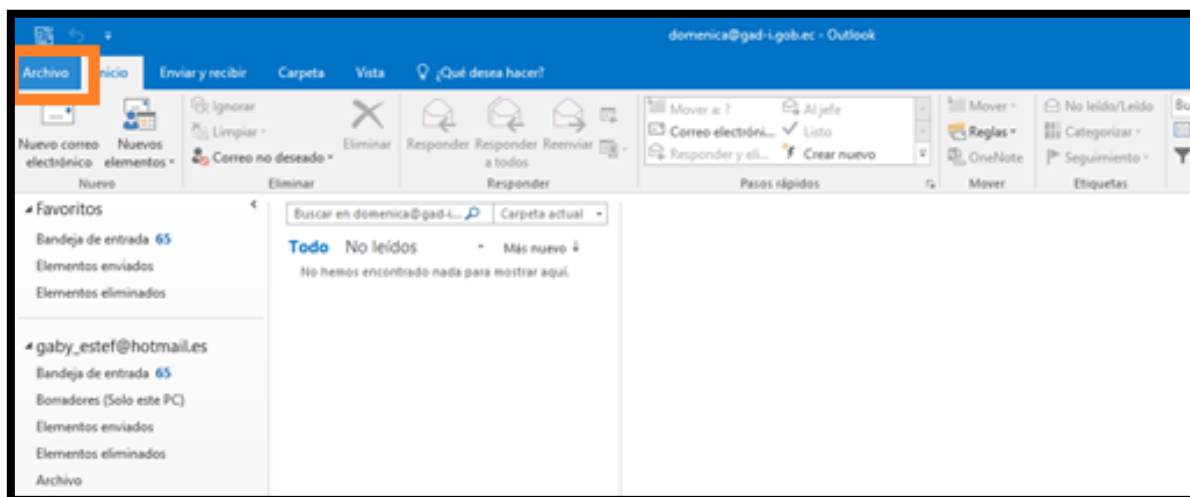 domenica@gad-i.gob.ec - Outlook
Archivo nicio Enviar y recibir Carpeta Vista ¿Qué desea hacer?
Nuevo correo electrónico
Nuevos elementos
Nuevo
Ignorar
Limpiar
Correo no deseado
Eliminar
Eliminar
Responder
Responder a todos
Reenviar
Responder
Mover a: ?
Correo electróni...
Responder y eli...
Al jefe
Listo
Crear nuevo
Pasos rápidos
Mover
Reglas
OneNote
Mover
No leído/Leído
Categorizar
Seguimiento
Etiquetas
Bu
Favoritos
Bandeja de entrada 65
Elementos enviados
Elementos eliminados
gaby_estef@hotmail.es
Bandeja de entrada 65
Borradores (Solo este PC)
Elementos enviados
Elementos eliminados
Archivo
Buscar en domenica@gad-i... Carpeta actual
Todo No leídos Más nuevo
No hemos encontrado nada para mostrar aquí.